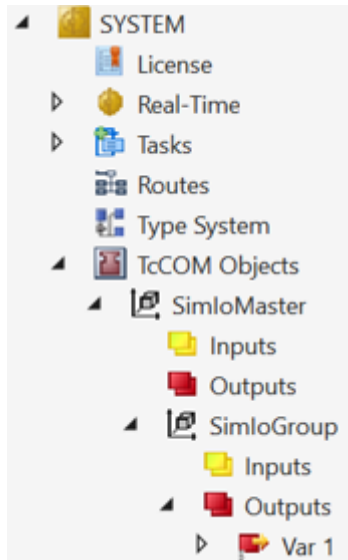 SYSTEM
License
Real-Time
Tasks
Routes
Type System
TcCOM Objects
SimIoMaster
Inputs
Outputs
SimIoGroup
Inputs
Outputs
Var 1